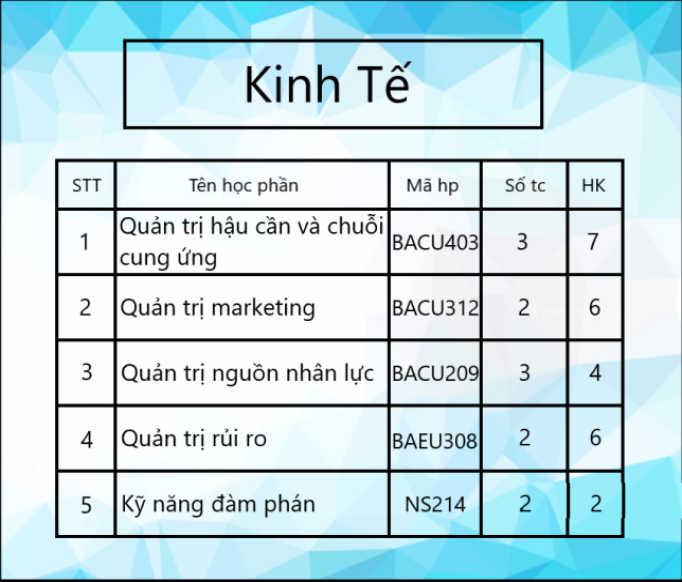 Kinh Tế
STT Tên học phần Mã hp Số tc HK
1 Quản trị hậu cần và chuỗi cung ứng BACU403 3 7
2 Quản trị marketing BACU312 2 6
3 Quản trị nguồn nhân lực BACU209 3 4
4 Quản trị rủi ro BAEU308 2 6
5 Kỹ năng đàm phán NS214 2 2